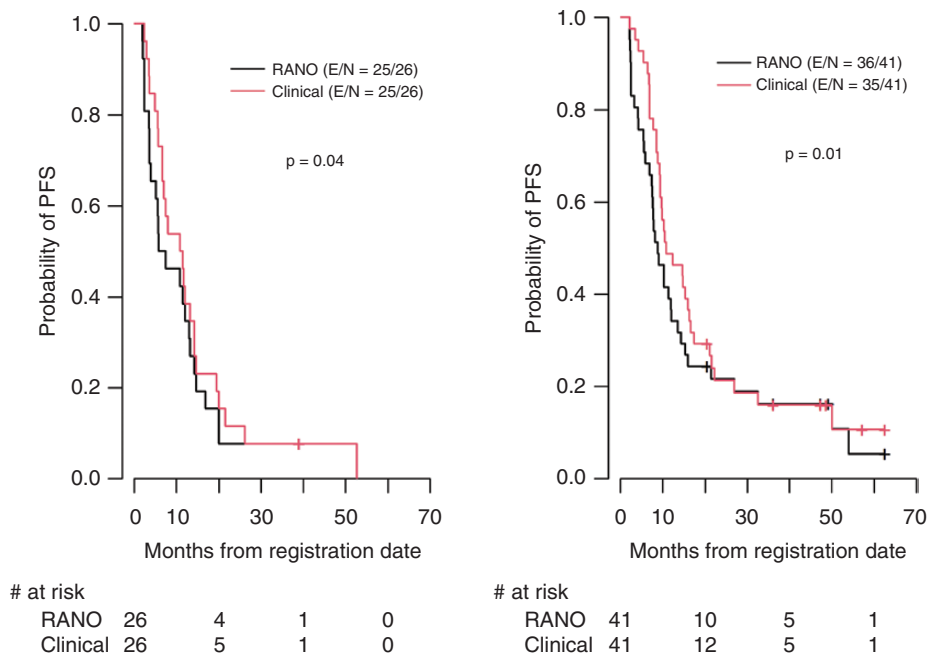 1.0
0.8
0.6
0.4
0.2
0.0
Probability of PFS
RANO (E/N = 25/26)
Clinical (E/N = 25/26)
p = 0.04
0 10 30 50 70
Months from registration date
# at risk
RANO 26 4 1 0
Clinical 26 5 1 0
1.0
0.8
0.6
0.4
0.2
0.0
Probability of PFS
RANO (E/N = 36/41)
Clinical (E/N = 35/41)
p = 0.01
0 10 30 50 70
Months from registration date
# at risk
RANO 41 10 5 1
Clinical 41 12 5 1